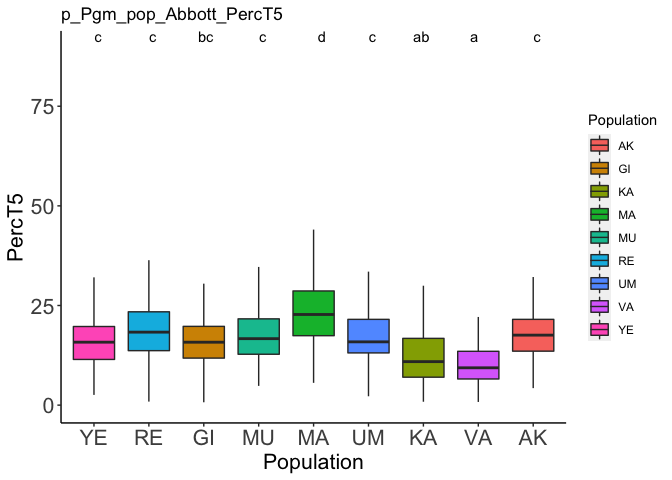 p_Pgm_pop_Abbott_PercT5
c c bc c d c ab a c
75
50
25
0
PercT5
YE RE GI MU MA UM KA VA AK
Population
Population
AK
GI
KA
MA
MU
RE
UM
VA
YE